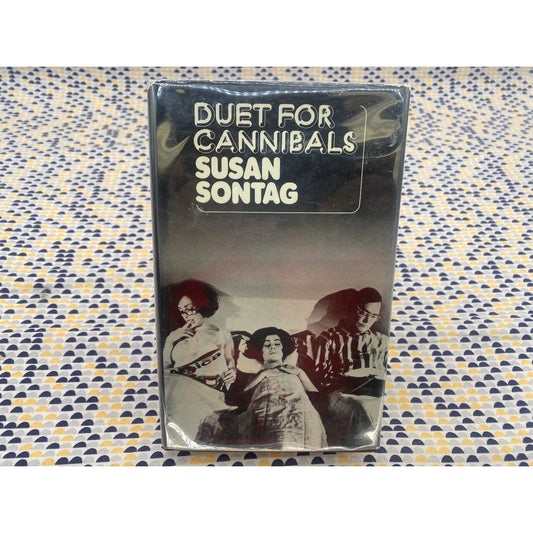 DUET FOR
CANNIBALS
SUSAN
SONTAG